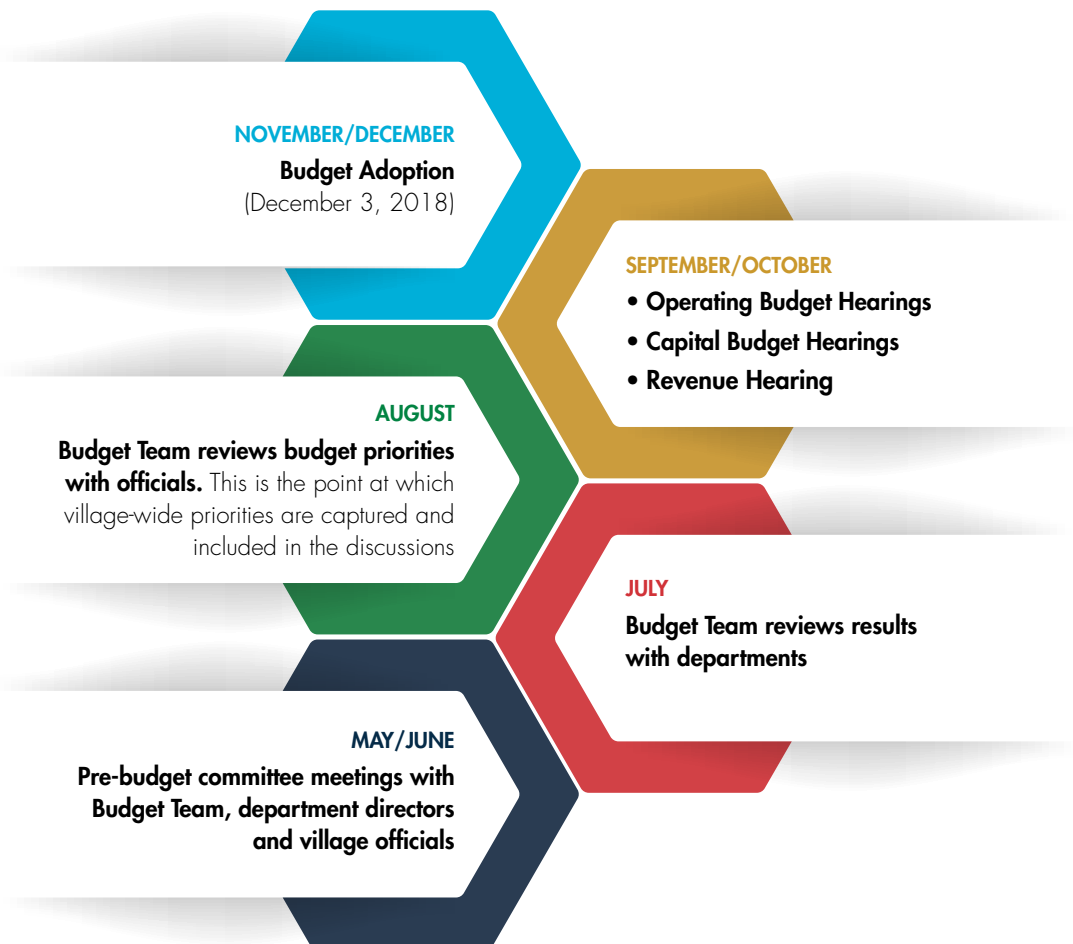 NOVEMBER/DECEMBER
Budget Adoption
(December 3, 2018)
SEPTEMBER/OCTOBER
• Operating Budget Hearings
• Capital Budget Hearings
• Revenue Hearing
AUGUST
Budget Team reviews budget priorities
with officials. This is the point at which
village-wide priorities are captured and
included in the discussions
JULY
Budget Team reviews results
with departments
MAY/JUNE
Pre-budget committee meetings with
Budget Team, department directors
and village officials